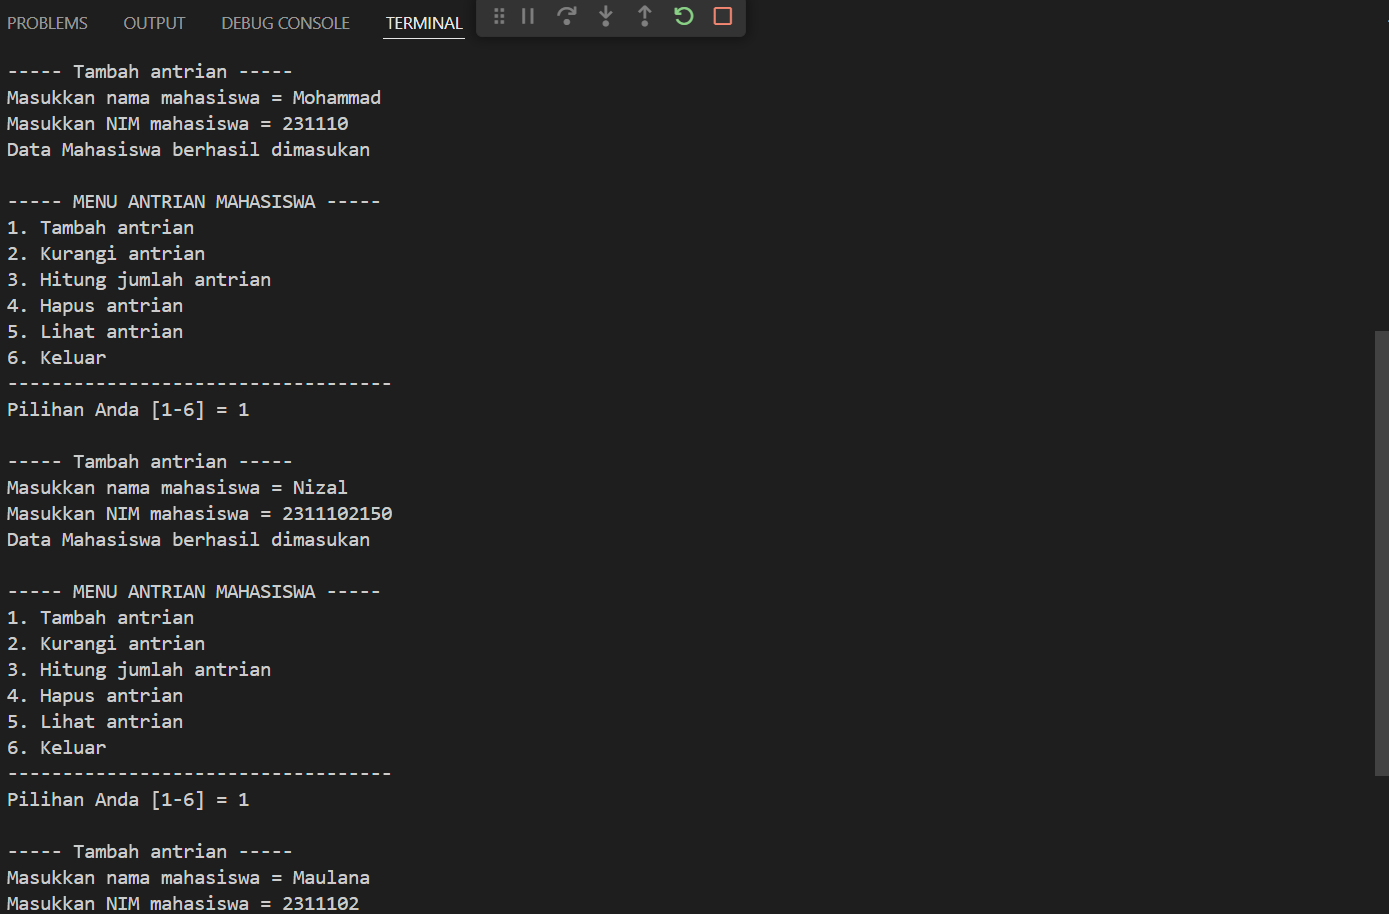 PROBLEMS OUTPUT DEBUG CONSOLE TERMINAL
----- Tambah antrian -----
Masukkan nama mahasiswa = Mohammad
Masukkan NIM mahasiswa = 231110
Data Mahasiswa berhasil dimasukan
----- MENU ANTRIAN MAHASISWA -----
1. Tambah antrian
2. Kurangi antrian
3. Hitung jumlah antrian
4. Hapus antrian
5. Lihat antrian
6. Keluar
-----------------------------------
Pilihan Anda [1-6] = 1
----- Tambah antrian -----
Masukkan nama mahasiswa = Nizal
Masukkan NIM mahasiswa = 2311102150
Data Mahasiswa berhasil dimasukan
----- MENU ANTRIAN MAHASISWA -----
1. Tambah antrian
2. Kurangi antrian
3. Hitung jumlah antrian
4. Hapus antrian
5. Lihat antrian
6. Keluar
-----------------------------------
Pilihan Anda [1-6] = 1
----- Tambah antrian -----
Masukkan nama mahasiswa = Maulana
Masukkan NIM mahasiswa = 2311102